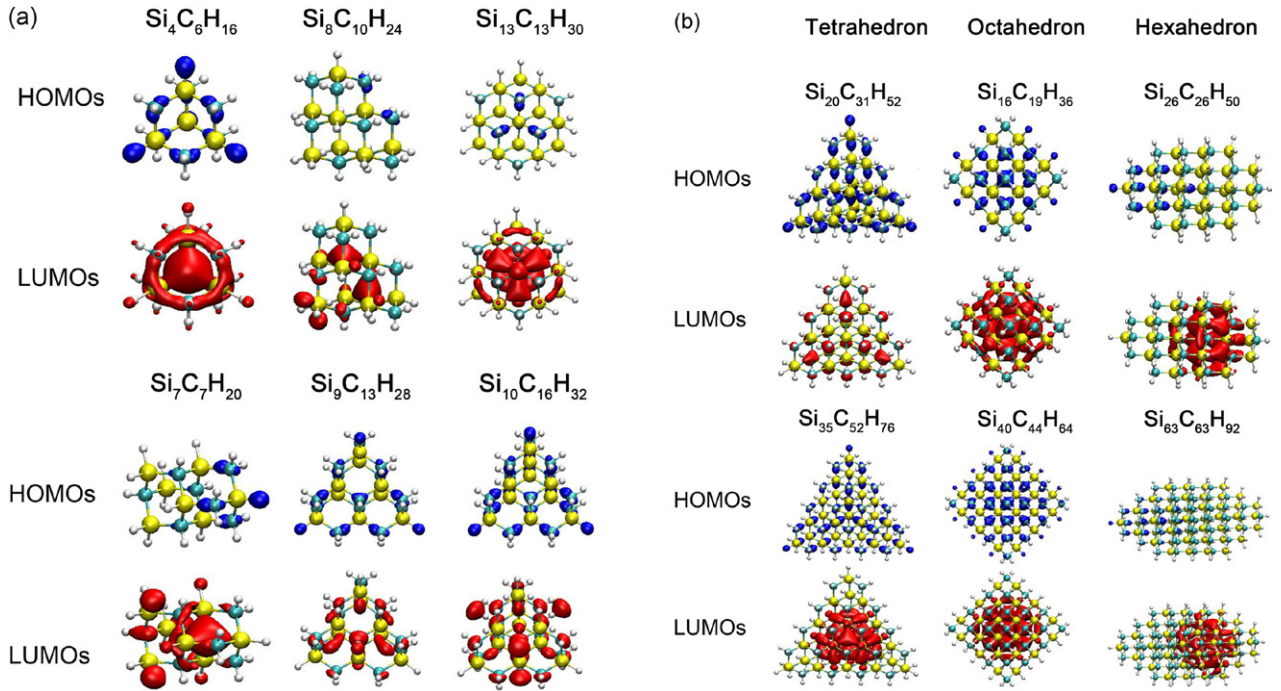 (a)
Si₄C₆H₁₆ Si₈C₁₀H₂₄ Si₁₃C₁₃H₃₀
HOMOs
LUMOs
Si₇C₇H₂₀ Si₉C₁₃H₂₈ Si₁₀C₁₆H₃₂
HOMOs
LUMOs
(b) Tetrahedron Octahedron Hexahedron
Si₂₀C₃₁H₅₂ Si₁₆C₁₉H₃₆ Si₂₆C₂₆H₅₀
HOMOs
LUMOs
Si₃₅C₅₂H₇₆ Si₄₀C₄₄H₆₄ Si₆₃C₆₃H₉₂
HOMOs
LUMOs